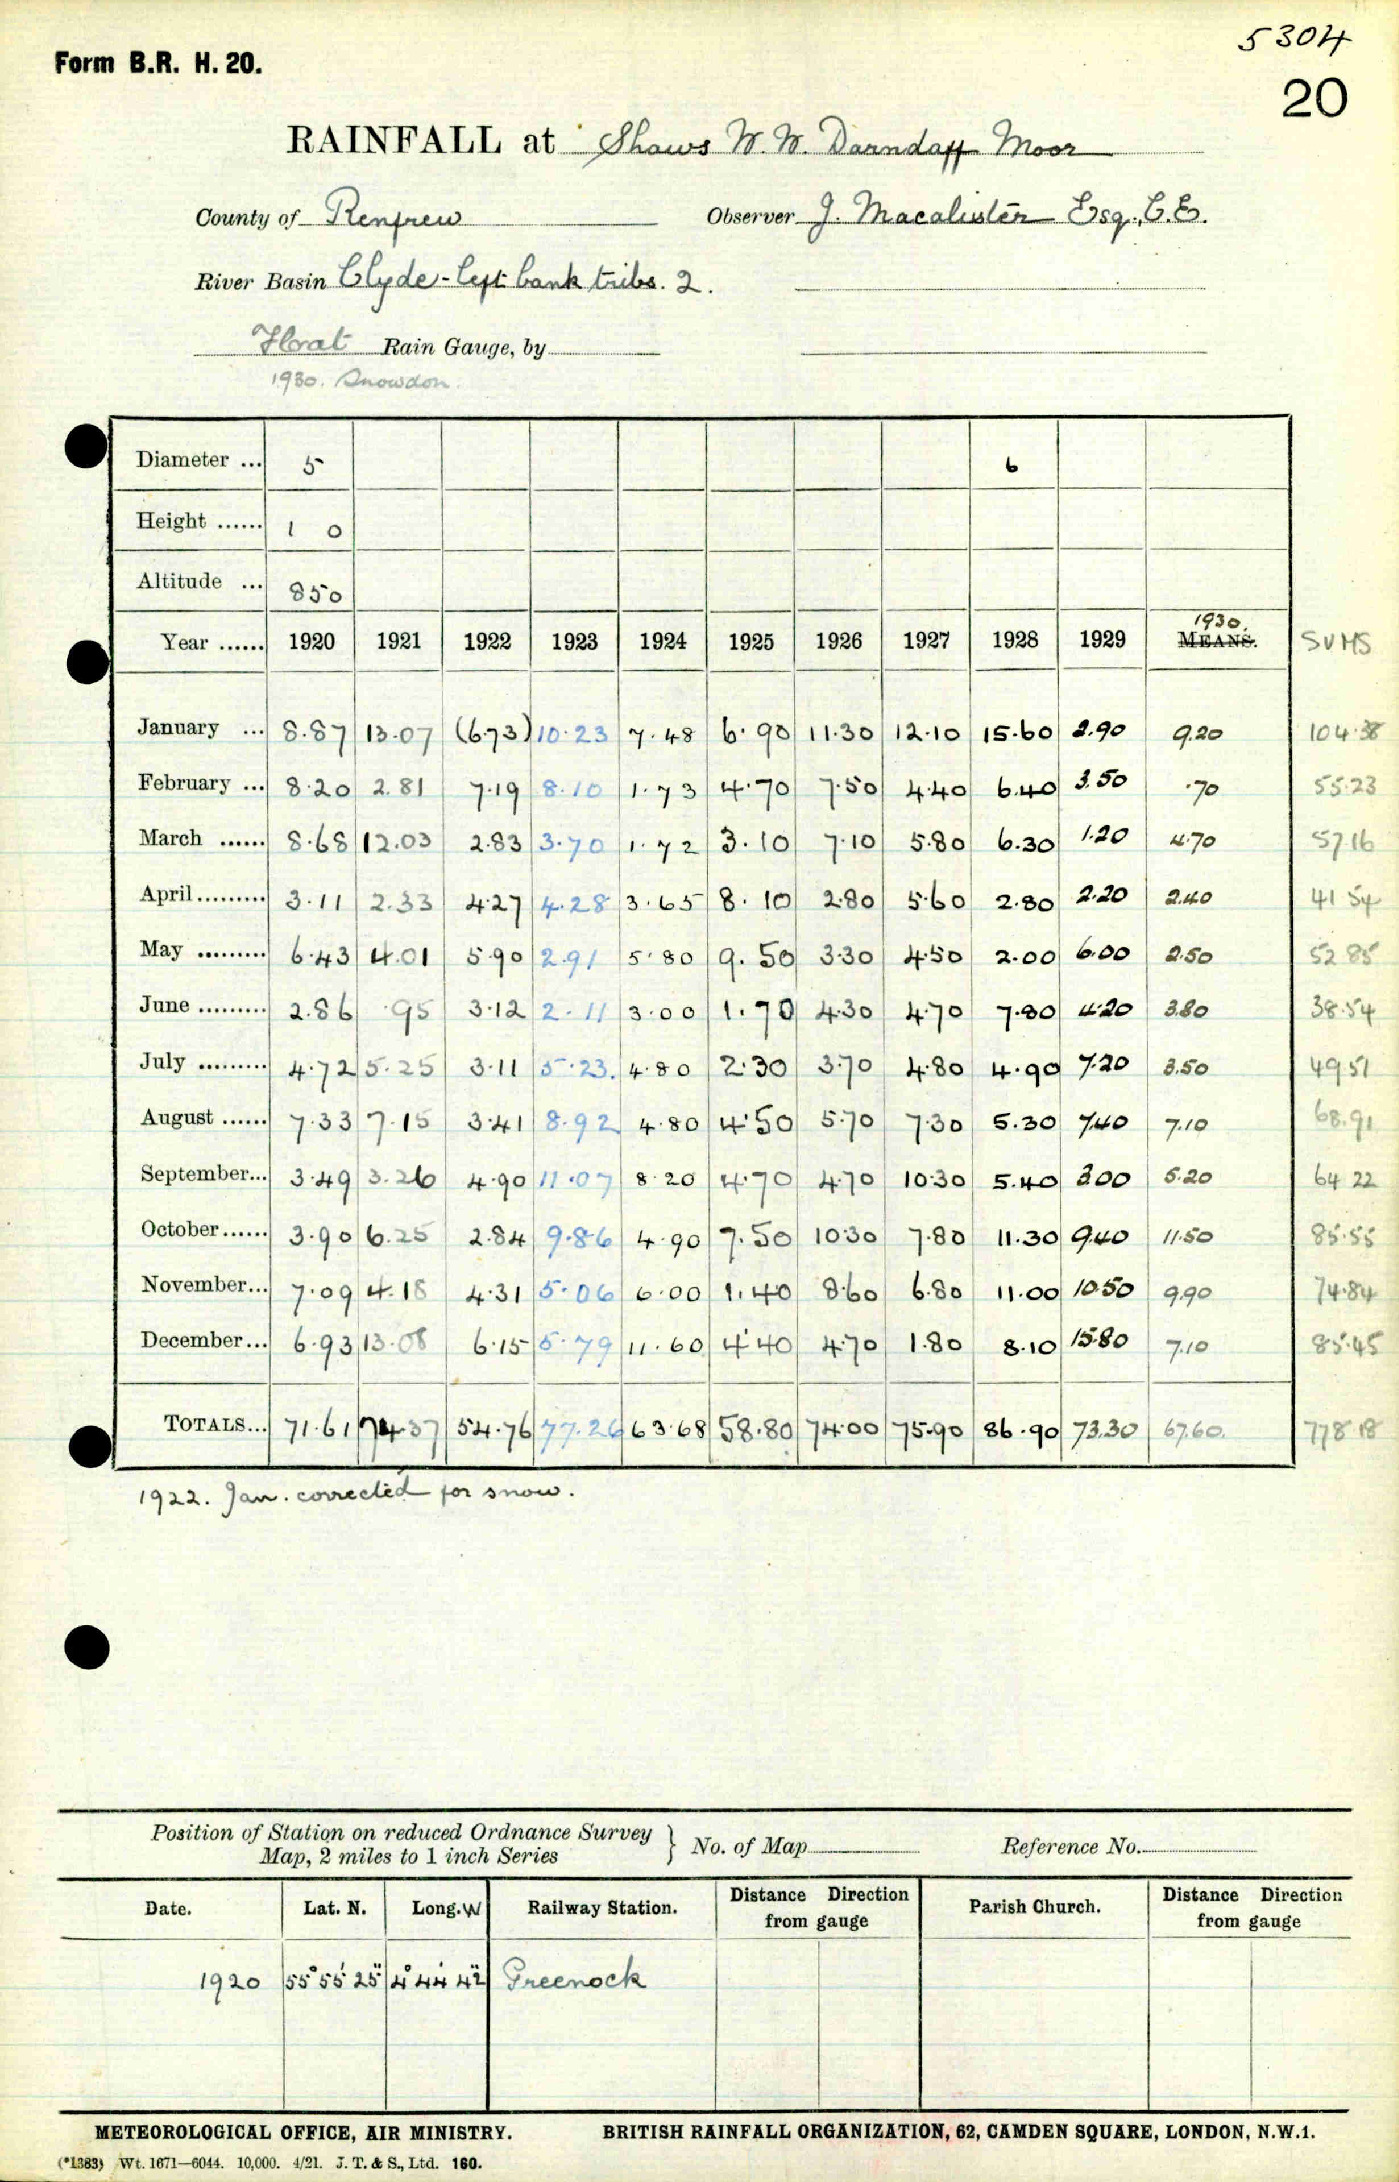 5304
Form B.R. H. 20.
20
RAINFALL at Shaws W.W. Darndaff Moor
County of Renfrew Observer J. Macalister Esq., C.E.
River Basin Clyde - left bank tribs. 2.
Float Rain Gauge, by
1930. Snowdon.
Diameter ... 5 6
Height ...... 1 0
Altitude ... 850
1930.
Year ...... 1920 1921 1922 1923 1924 1925 1926 1927 1928 1929 MEANS. SUMS
January ... 8.87 13.07 (6.73) 10.23 7.48 6.90 11.30 12.10 15.60 2.90 9.20 104.38
February ... 8.20 2.81 7.19 8.10 1.73 4.70 7.50 4.40 6.40 3.50 .70 55.23
March ...... 8.68 12.03 2.83 3.70 1.72 3.10 7.10 5.80 6.30 1.20 4.70 57.16
April ......... 3.11 2.33 4.27 4.28 3.65 8.10 2.80 5.60 2.80 2.20 2.40 41 54
May ......... 6.43 4.01 5.90 2.91 5.80 9.50 3.30 4.50 2.00 6.00 2.50 52 85
June ......... 2.86 .95 3.12 2.11 3.00 1.70 4.30 4.70 7.80 4.20 3.80 38.54
July ......... 4.72 5.25 3.11 5.23. 4.80 2.30 3.70 4.80 4.90 7.20 3.50 49 51
August ...... 7.33 7.15 3.41 8.92 4.80 4.50 5.70 7.30 5.30 7.40 7.10 68.91
September... 3.49 3.26 4.90 11.07 8.20 4.70 4.70 10.30 5.40 3.00 5.20 64 22
October ...... 3.90 6.25 2.84 9.86 4.90 7.50 10.30 7.80 11.30 9.40 11.50 85.55
November... 7.09 4.18 4.31 5.06 6.00 1.40 8.60 6.80 11.00 10.50 9.90 74.84
December... 6.93 13.08 6.15 5.79 11.60 4.40 4.70 1.80 8.10 15.80 7.10 85.45
TOTALS... 71.61 74.37 54.76 77.26 63.68 58.80 74.00 75.90 86.90 73.30 67.60. 778 18
1922. Jan. corrected for snow.
Position of Station on reduced Ordnance Survey Map, 2 miles to 1 inch Series } No. of Map Reference No.
Date. Lat. N. Long. W Railway Station. Distance Direction from gauge Parish Church. Distance Direction from gauge
1920 55° 55' 25" 4° 44' 42" Greenock
METEOROLOGICAL OFFICE, AIR MINISTRY. BRITISH RAINFALL ORGANIZATION, 62, CAMDEN SQUARE, LONDON, N.W.1.
(*1383) Wt. 1671—6044. 10,000. 4/21. J. T. & S., Ltd. 160.